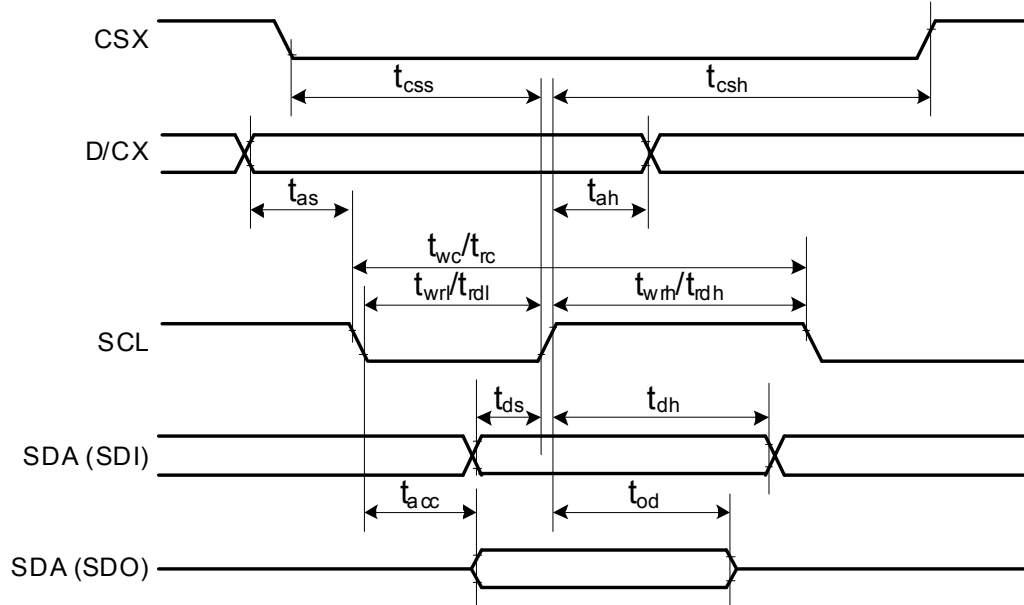 CSX
tcss
tcsh
D/CX
tas
tah
twc/trc
twrl/trdl
twrh/trdh
SCL
tds
tdh
SDA (SDI)
tacc
tod
SDA (SDO)